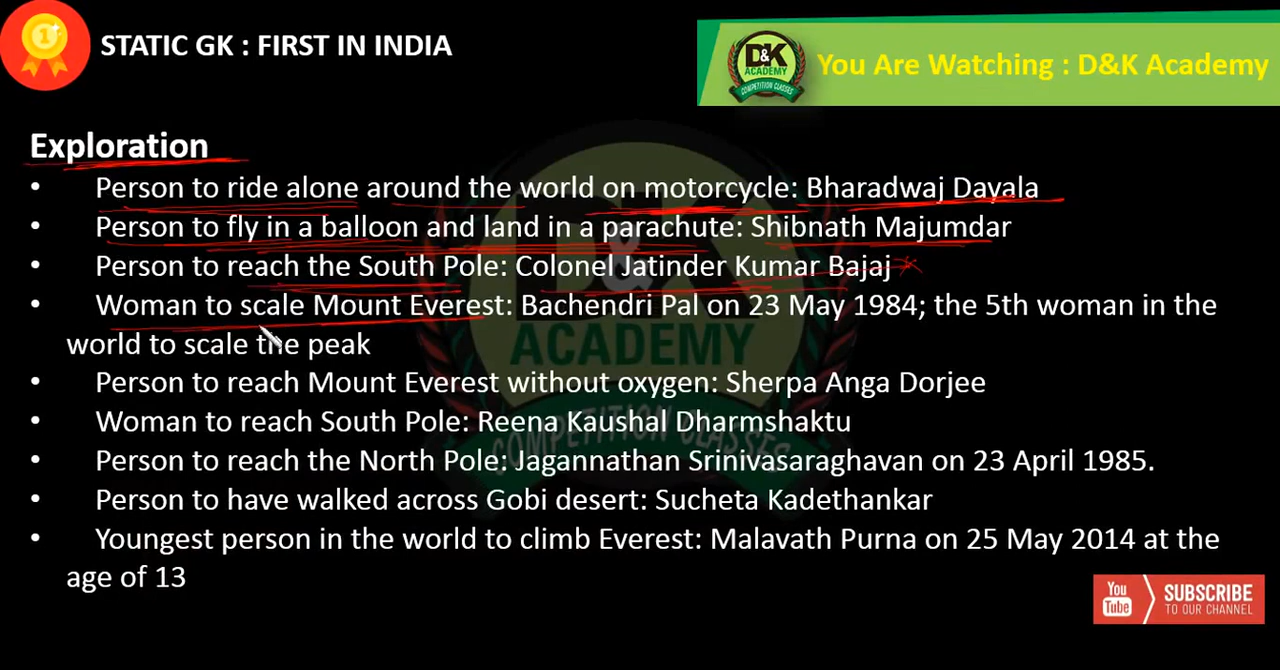 STATIC GK : FIRST IN INDIA
D&K
ACADEMY
COMPETITION CLASSES
You Are Watching : D&K Academy
Exploration
• Person to ride alone around the world on motorcycle: Bharadwaj Dayala
• Person to fly in a balloon and land in a parachute: Shibnath Majumdar
• Person to reach the South Pole: Colonel Jatinder Kumar Bajaj
• Woman to scale Mount Everest: Bachendri Pal on 23 May 1984; the 5th woman in the
world to scale the peak
• Person to reach Mount Everest without oxygen: Sherpa Anga Dorjee
• Woman to reach South Pole: Reena Kaushal Dharmshaktu
• Person to reach the North Pole: Jagannathan Srinivasaraghavan on 23 April 1985.
• Person to have walked across Gobi desert: Sucheta Kadethankar
• Youngest person in the world to climb Everest: Malavath Purna on 25 May 2014 at the
age of 13
&
ACADEMY
COMPETITION CLASSES
You
Tube
SUBSCRIBE
TO OUR CHANNEL
1